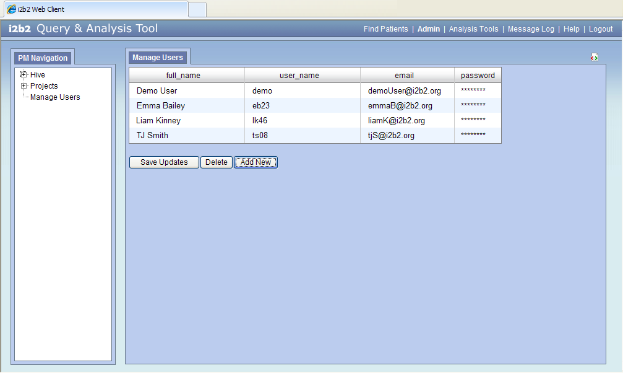 i2b2 Web Client
i2b2 Query & Analysis Tool
Find Patients | Admin | Analysis Tools | Message Log | Help | Logout
PM Navigation
Hive
Projects
Manage Users
Manage Users
full_name user_name email password
Demo User demo demoUser@i2b2.org ********
Emma Bailey eb23 emmaB@i2b2.org ********
Liam Kinney lk46 liamK@i2b2.org ********
TJ Smith ts08 tjS@i2b2.org ********
Save Updates Delete Add New